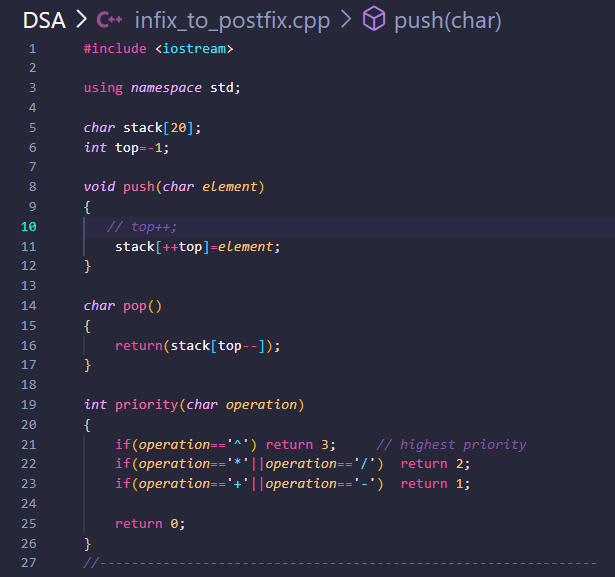 DSA > C++ infix_to_postfix.cpp > push(char)
1 #include <iostream>
2
3 using namespace std;
4
5 char stack[20];
6 int top=-1;
7
8 void push(char element)
9 {
10 // top++;
11 stack[++top]=element;
12 }
13
14 char pop()
15 {
16 return(stack[top--]);
17 }
18
19 int priority(char operation)
20 {
21 if(operation=='^') return 3; // highest priority
22 if(operation=='*'||operation=='/') return 2;
23 if(operation=='+'||operation=='-') return 1;
24
25 return 0;
26 }
27 //---------------------------------------------------------------